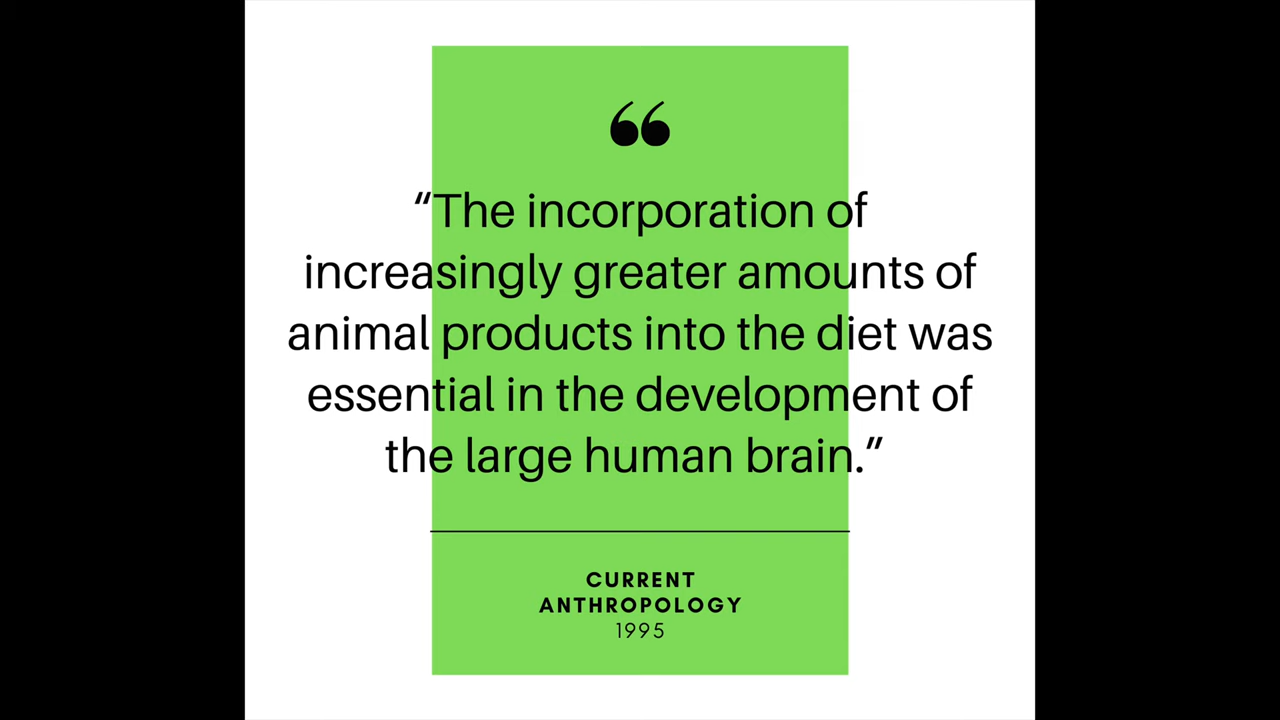 “
“The incorporation of
increasingly greater amounts of
animal products into the diet was
essential in the development of
the large human brain.”
CURRENT
ANTHROPOLOGY
1995